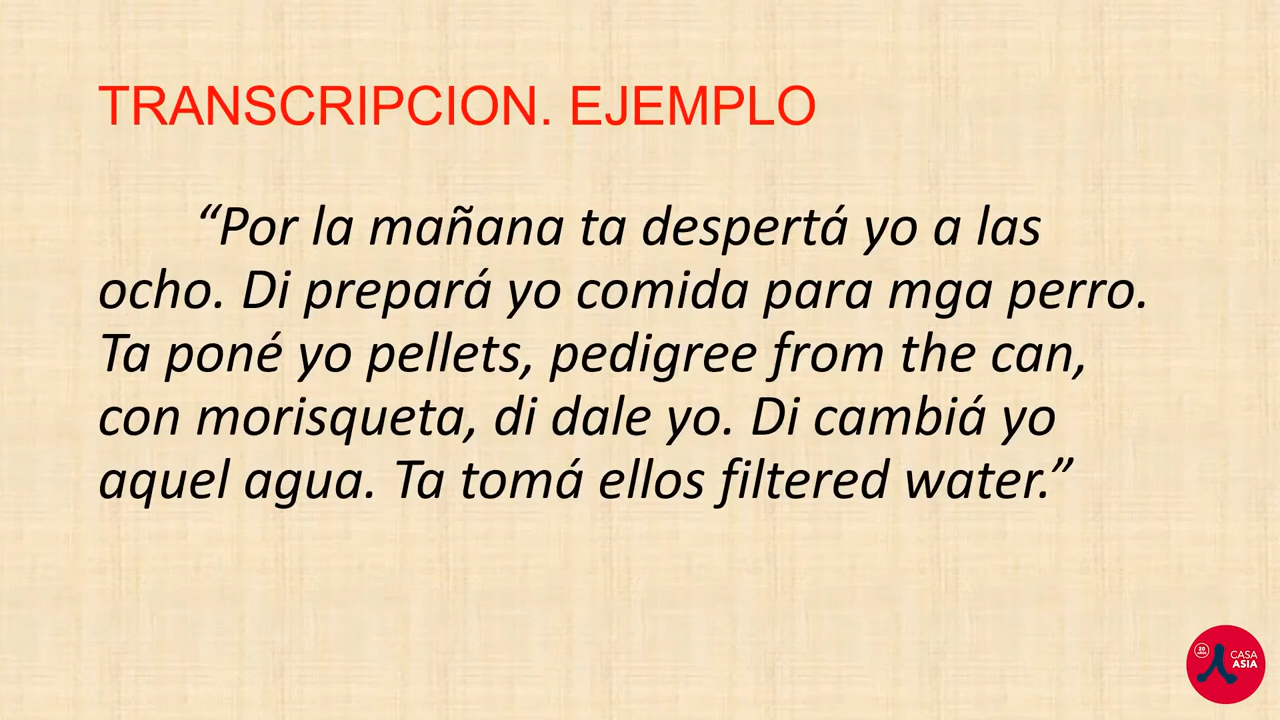 TRANSCRIPCION. EJEMPLO
“Por la mañana ta despertá yo a las
ocho. Di prepará yo comida para mga perro.
Ta poné yo pellets, pedigree from the can,
con morisqueta, di dale yo. Di cambiá yo
aquel agua. Ta tomá ellos filtered water.”
20
años
CASA
ASIA